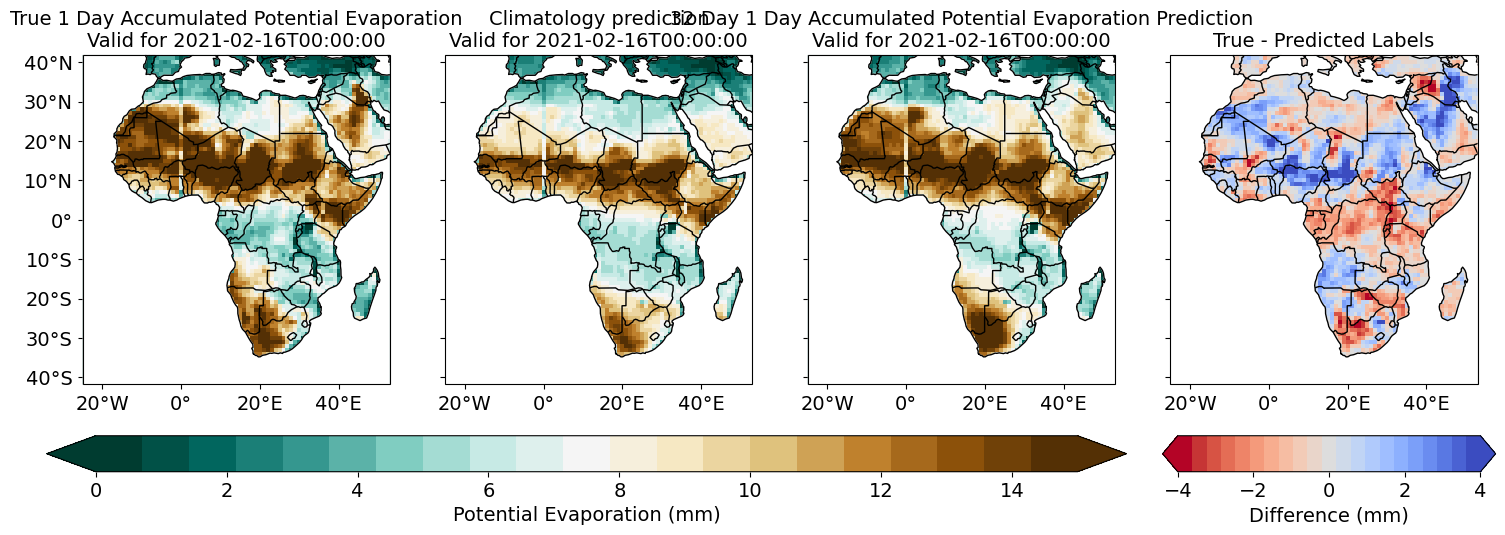 True 1 Day Accumulated Potential Evaporation
Valid for 2021-02-16T00:00:00
Climatology prediction
Valid for 2021-02-16T00:00:00
32 Day 1 Day Accumulated Potential Evaporation Prediction
Valid for 2021-02-16T00:00:00
True - Predicted Labels
40°N
30°N
20°N
10°N
0°
10°S
20°S
30°S
40°S
20°W 0° 20°E 40°E
20°W 0° 20°E 40°E
20°W 0° 20°E 40°E
20°W 0° 20°E 40°E
0 2 4 6 8 10 12 14
Potential Evaporation (mm)
−4 −2 0 2 4
Difference (mm)